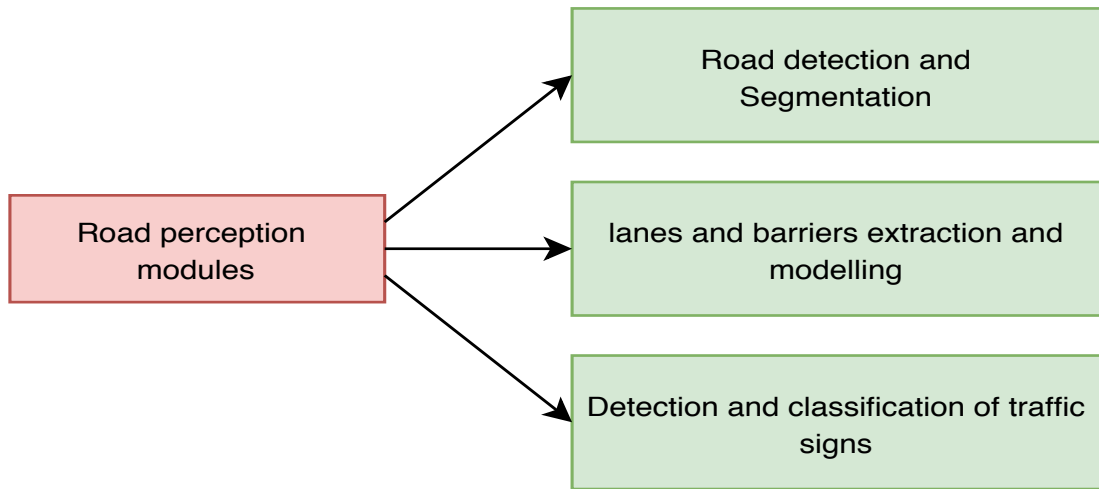 Road detection and
Segmentation
Road perception
modules
lanes and barriers extraction and
modelling
Detection and classification of traffic
signs